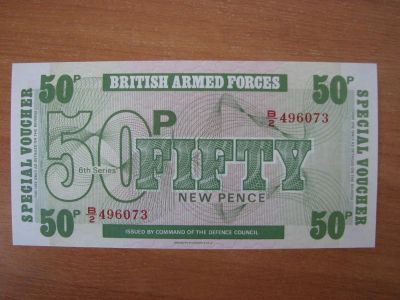 50P
BRITISH ARMED FORCES
50P
B/2 496073
SPECIAL VOUCHER
SPECIAL VOUCHER
50P
6th Series
FIFTY
NEW PENCE
B/2 496073
50P
ISSUED BY COMMAND OF THE DEFENCE COUNCIL
50P